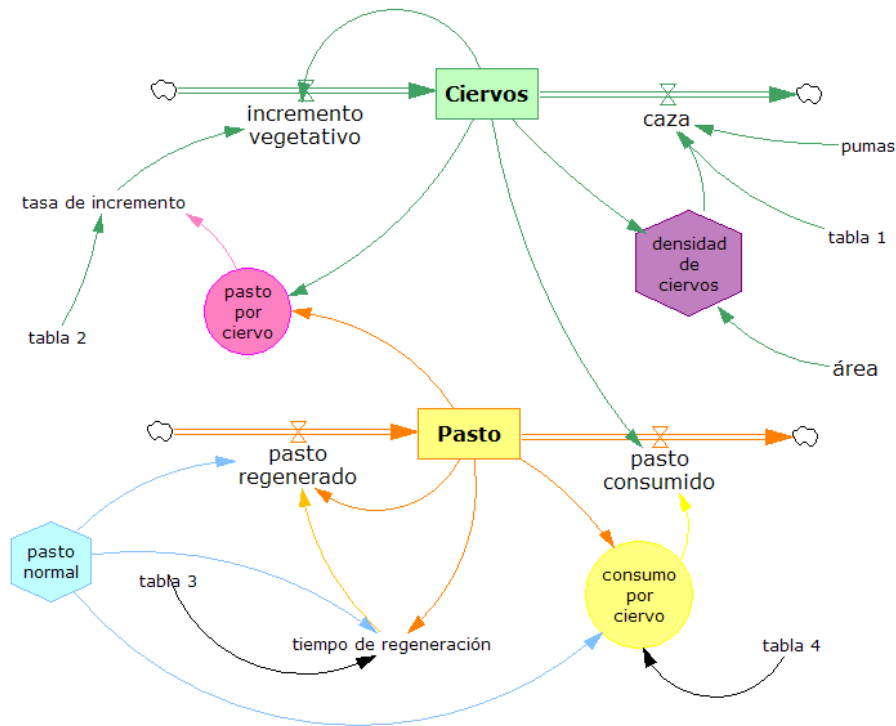 Ciervos
incremento
vegetativo
caza
pumas
tasa de incremento
densidad
de
ciervos
tabla 1
pasto
por
ciervo
tabla 2
área
Pasto
pasto
regenerado
pasto
consumido
pasto
normal
tabla 3
consumo
por
ciervo
tiempo de regeneración
tabla 4